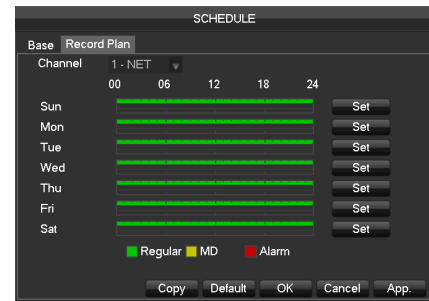 SCHEDULE
Base Record Plan
Channel 1 - NET
00 06 12 18 24
Sun Set
Mon Set
Tue Set
Wed Set
Thu Set
Fri Set
Sat Set
Regular MD Alarm
Copy Default OK Cancel App.